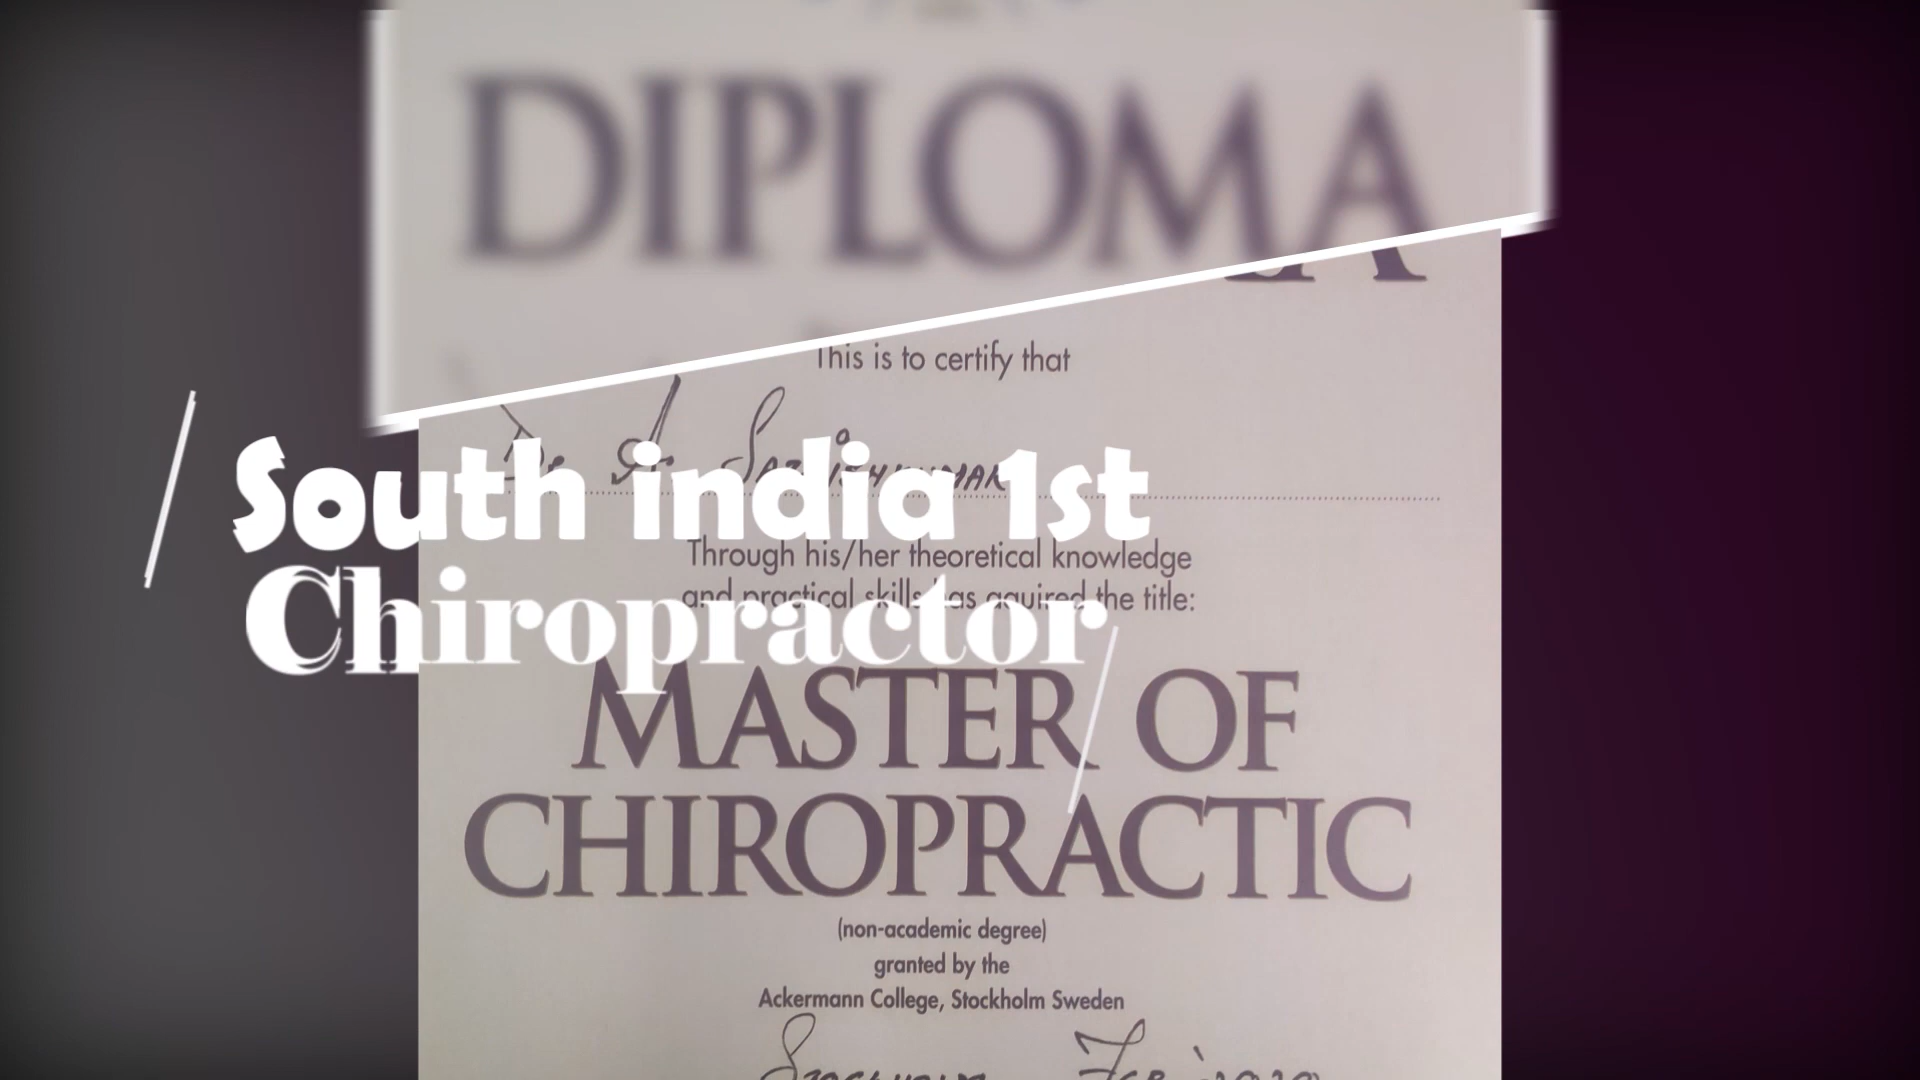 DIPLOMA
This is to certify that
Dr A
South india 1st
Through his/her theoretical knowledge
and practical skills has aquired the title:
Chiropractor
MASTER OF
CHIROPRACTIC
(non-academic degree)
granted by the
Ackermann College, Stockholm Sweden